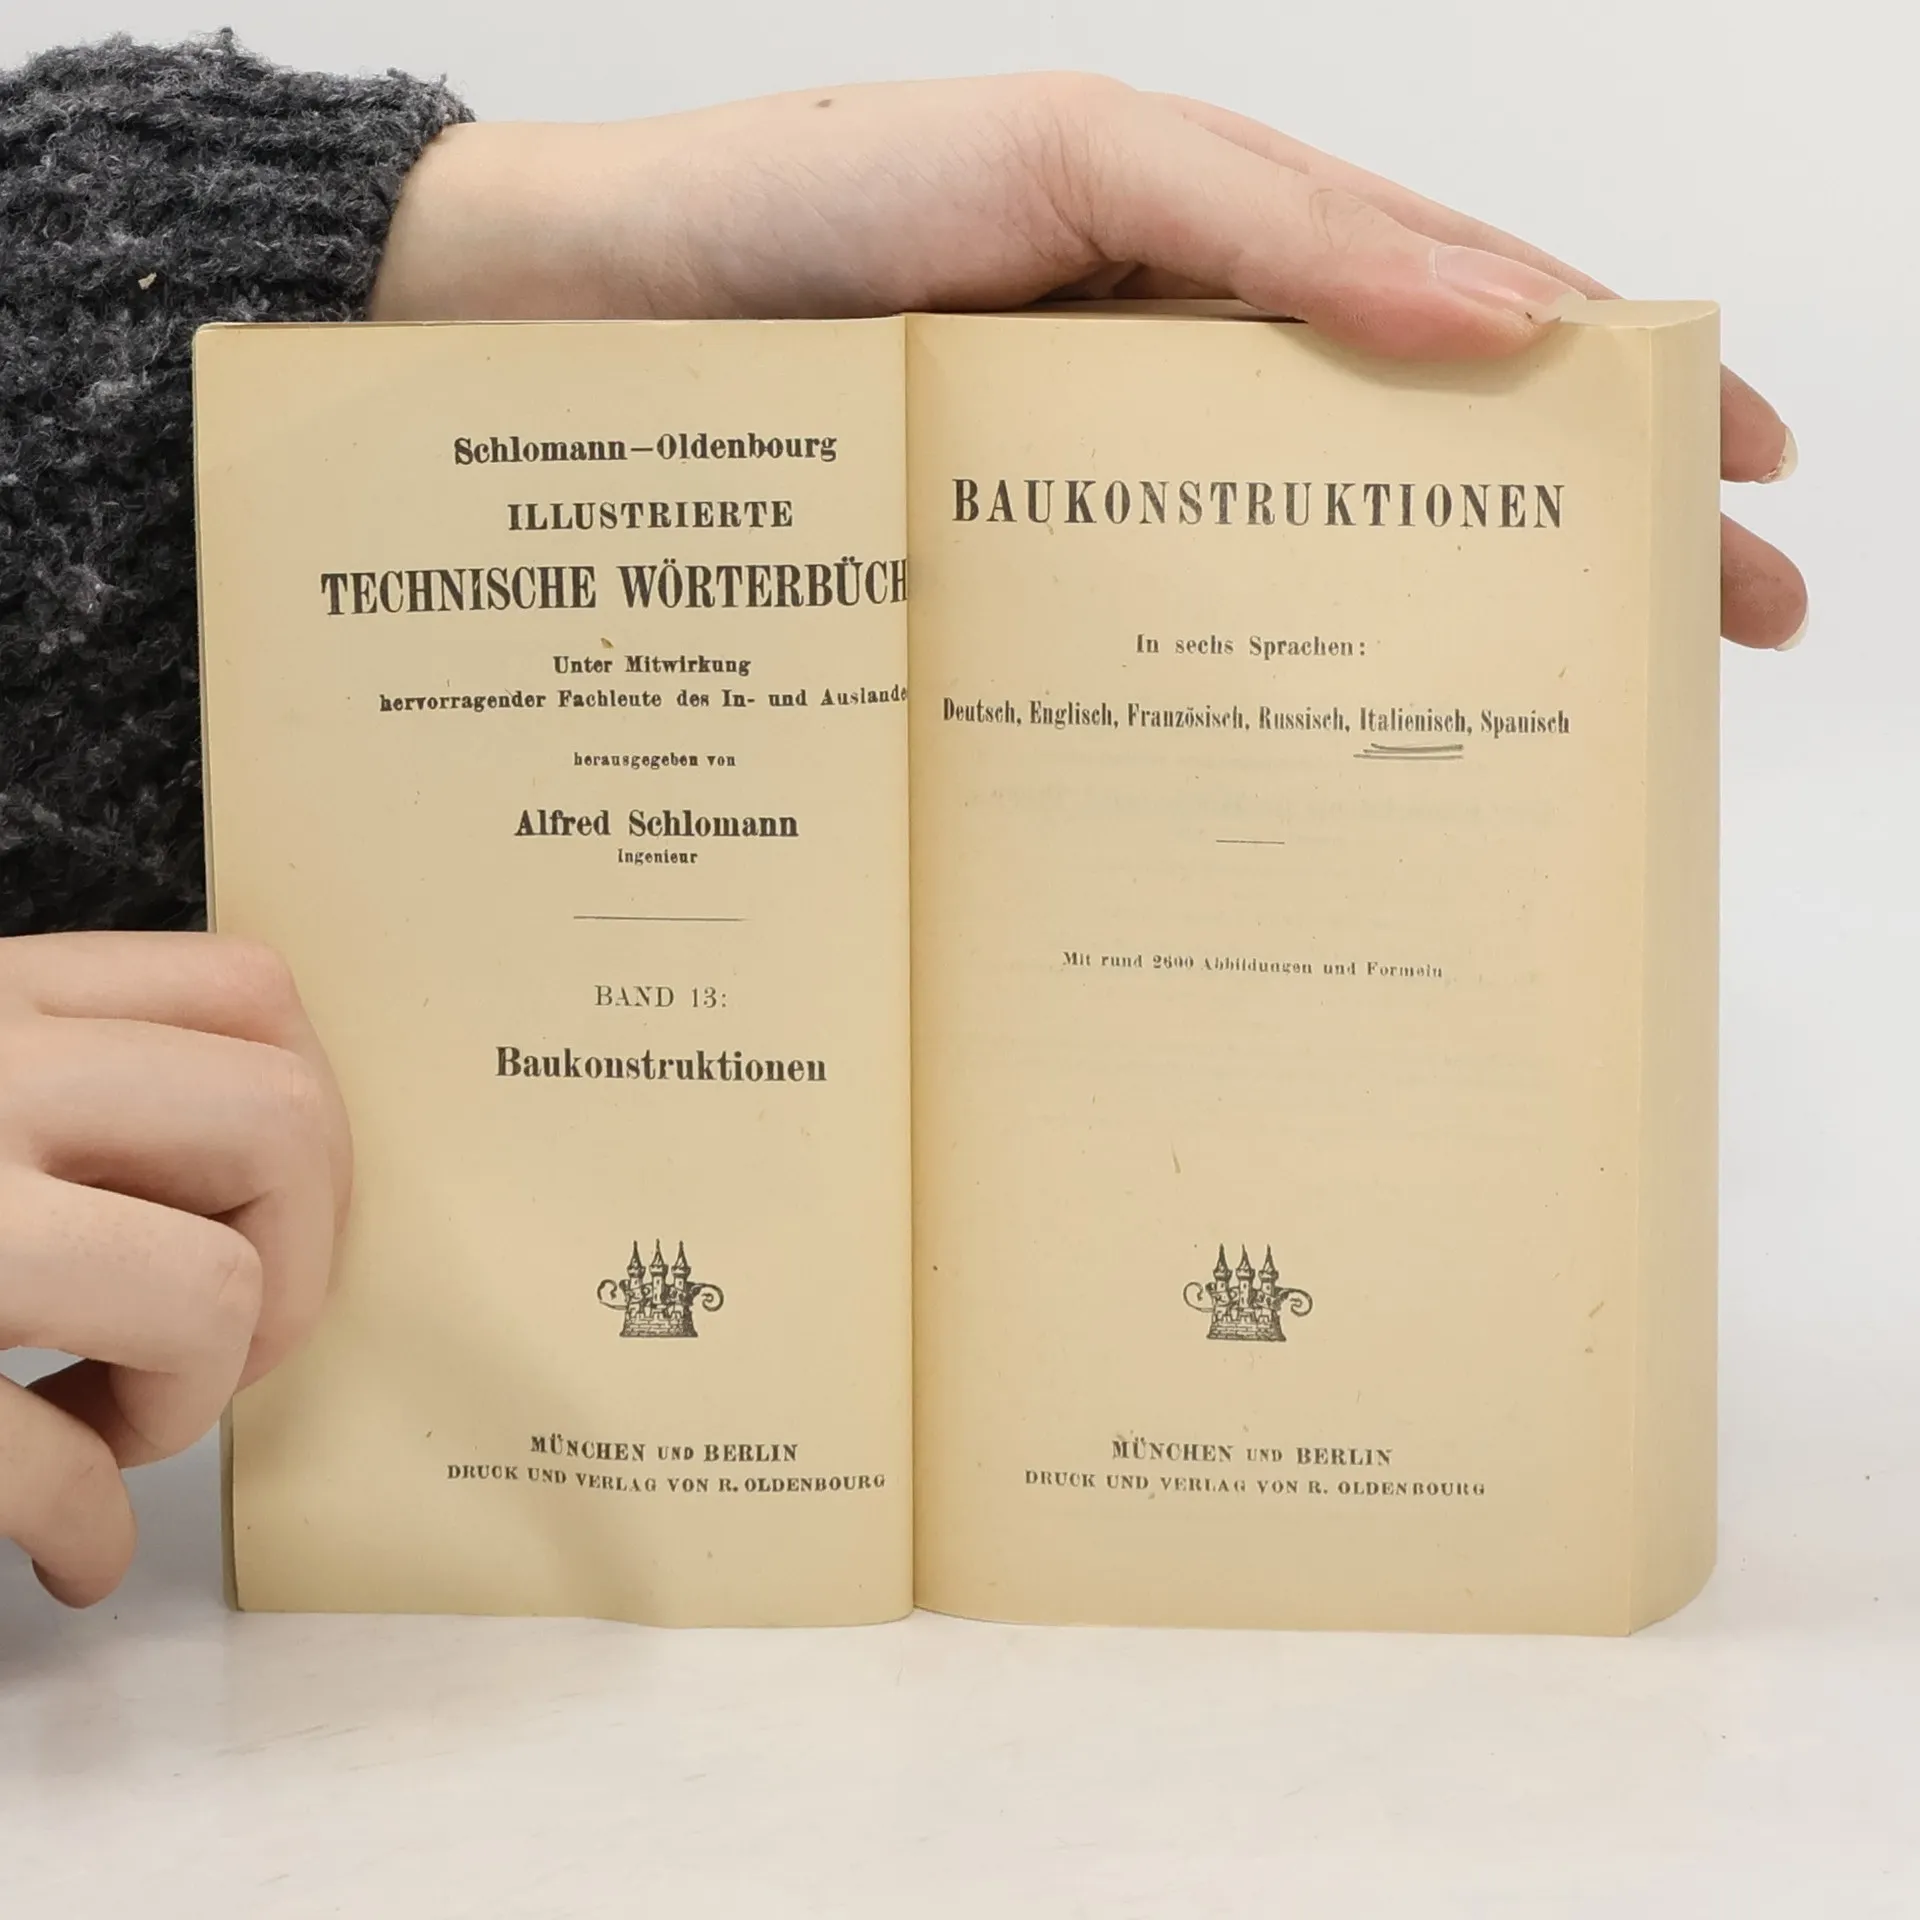 Schlomann—Oldenbourg
ILLUSTRIERTE
TECHNISCHE WÖRTERBÜCH
Unter Mitwirkung
hervorragender Fachleute des In- und Auslande
herausgegeben von
Alfred Schlomann
Ingenieur
BAND 13:
Baukonstruktionen
MÜNCHEN UND BERLIN
DRUCK UND VERLAG VON R. OLDENBOURG
BAUKONSTRUKTIONEN
In sechs Sprachen:
Deutsch, Englisch, Französisch, Russisch, Italienisch, Spanisch
Mit rund 2600 Abbildungen und Formeln
MÜNCHEN UND BERLIN
DRUCK UND VERLAG VON R. OLDENBOURG